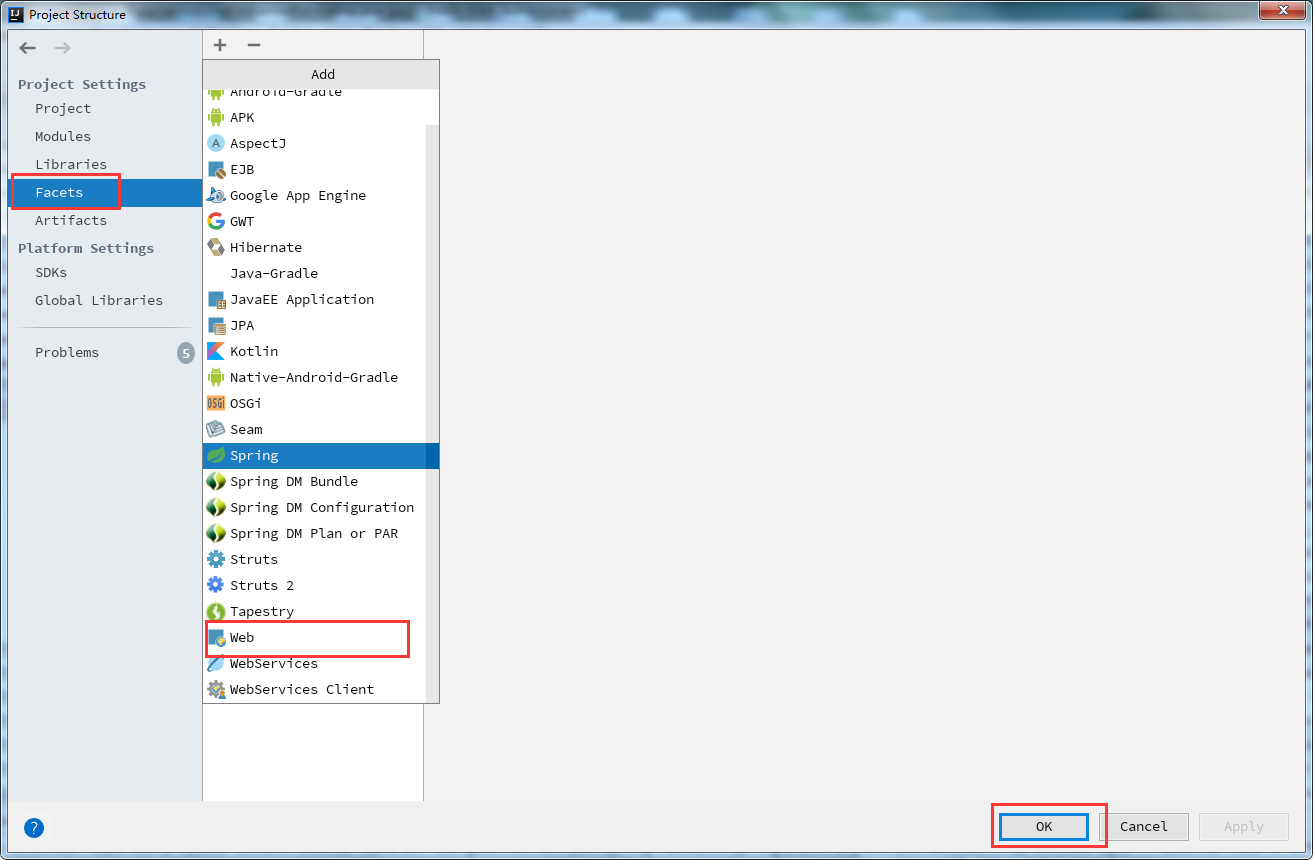 IJ Project Structure
+ −
Project Settings
Project
Modules
Libraries
Facets
Artifacts
Platform Settings
SDKs
Global Libraries
Problems 5
Add
Android-Gradle
APK
A AspectJ
EJB
Google App Engine
G GWT
Hibernate
Java-Gradle
EE JavaEE Application
JPA
Kotlin
Native-Android-Gradle
OSGi OSGi
Seam
Spring
Spring DM Bundle
Spring DM Configuration
Spring DM Plan or PAR
Struts
Struts 2
Tapestry
Web
WebServices
WebServices Client
?
OK Cancel Apply